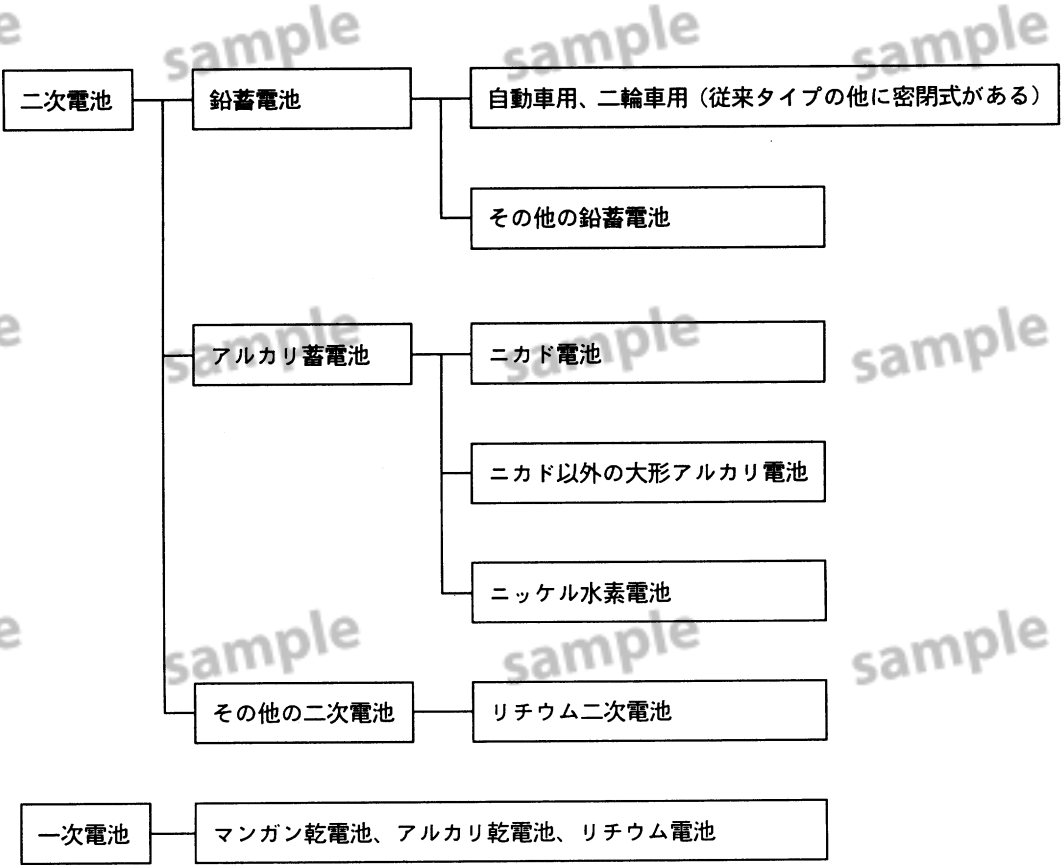 sample sample sample
二次電池 鉛蓄電池 自動車用、二輪車用（従来タイプの他に密閉式がある）
その他の鉛蓄電池
sample sample sample
アルカリ蓄電池 ニカド電池
ニカド以外の大形アルカリ電池
ニッケル水素電池
sample sample sample
その他の二次電池 リチウム二次電池
一次電池 マンガン乾電池、アルカリ乾電池、リチウム電池